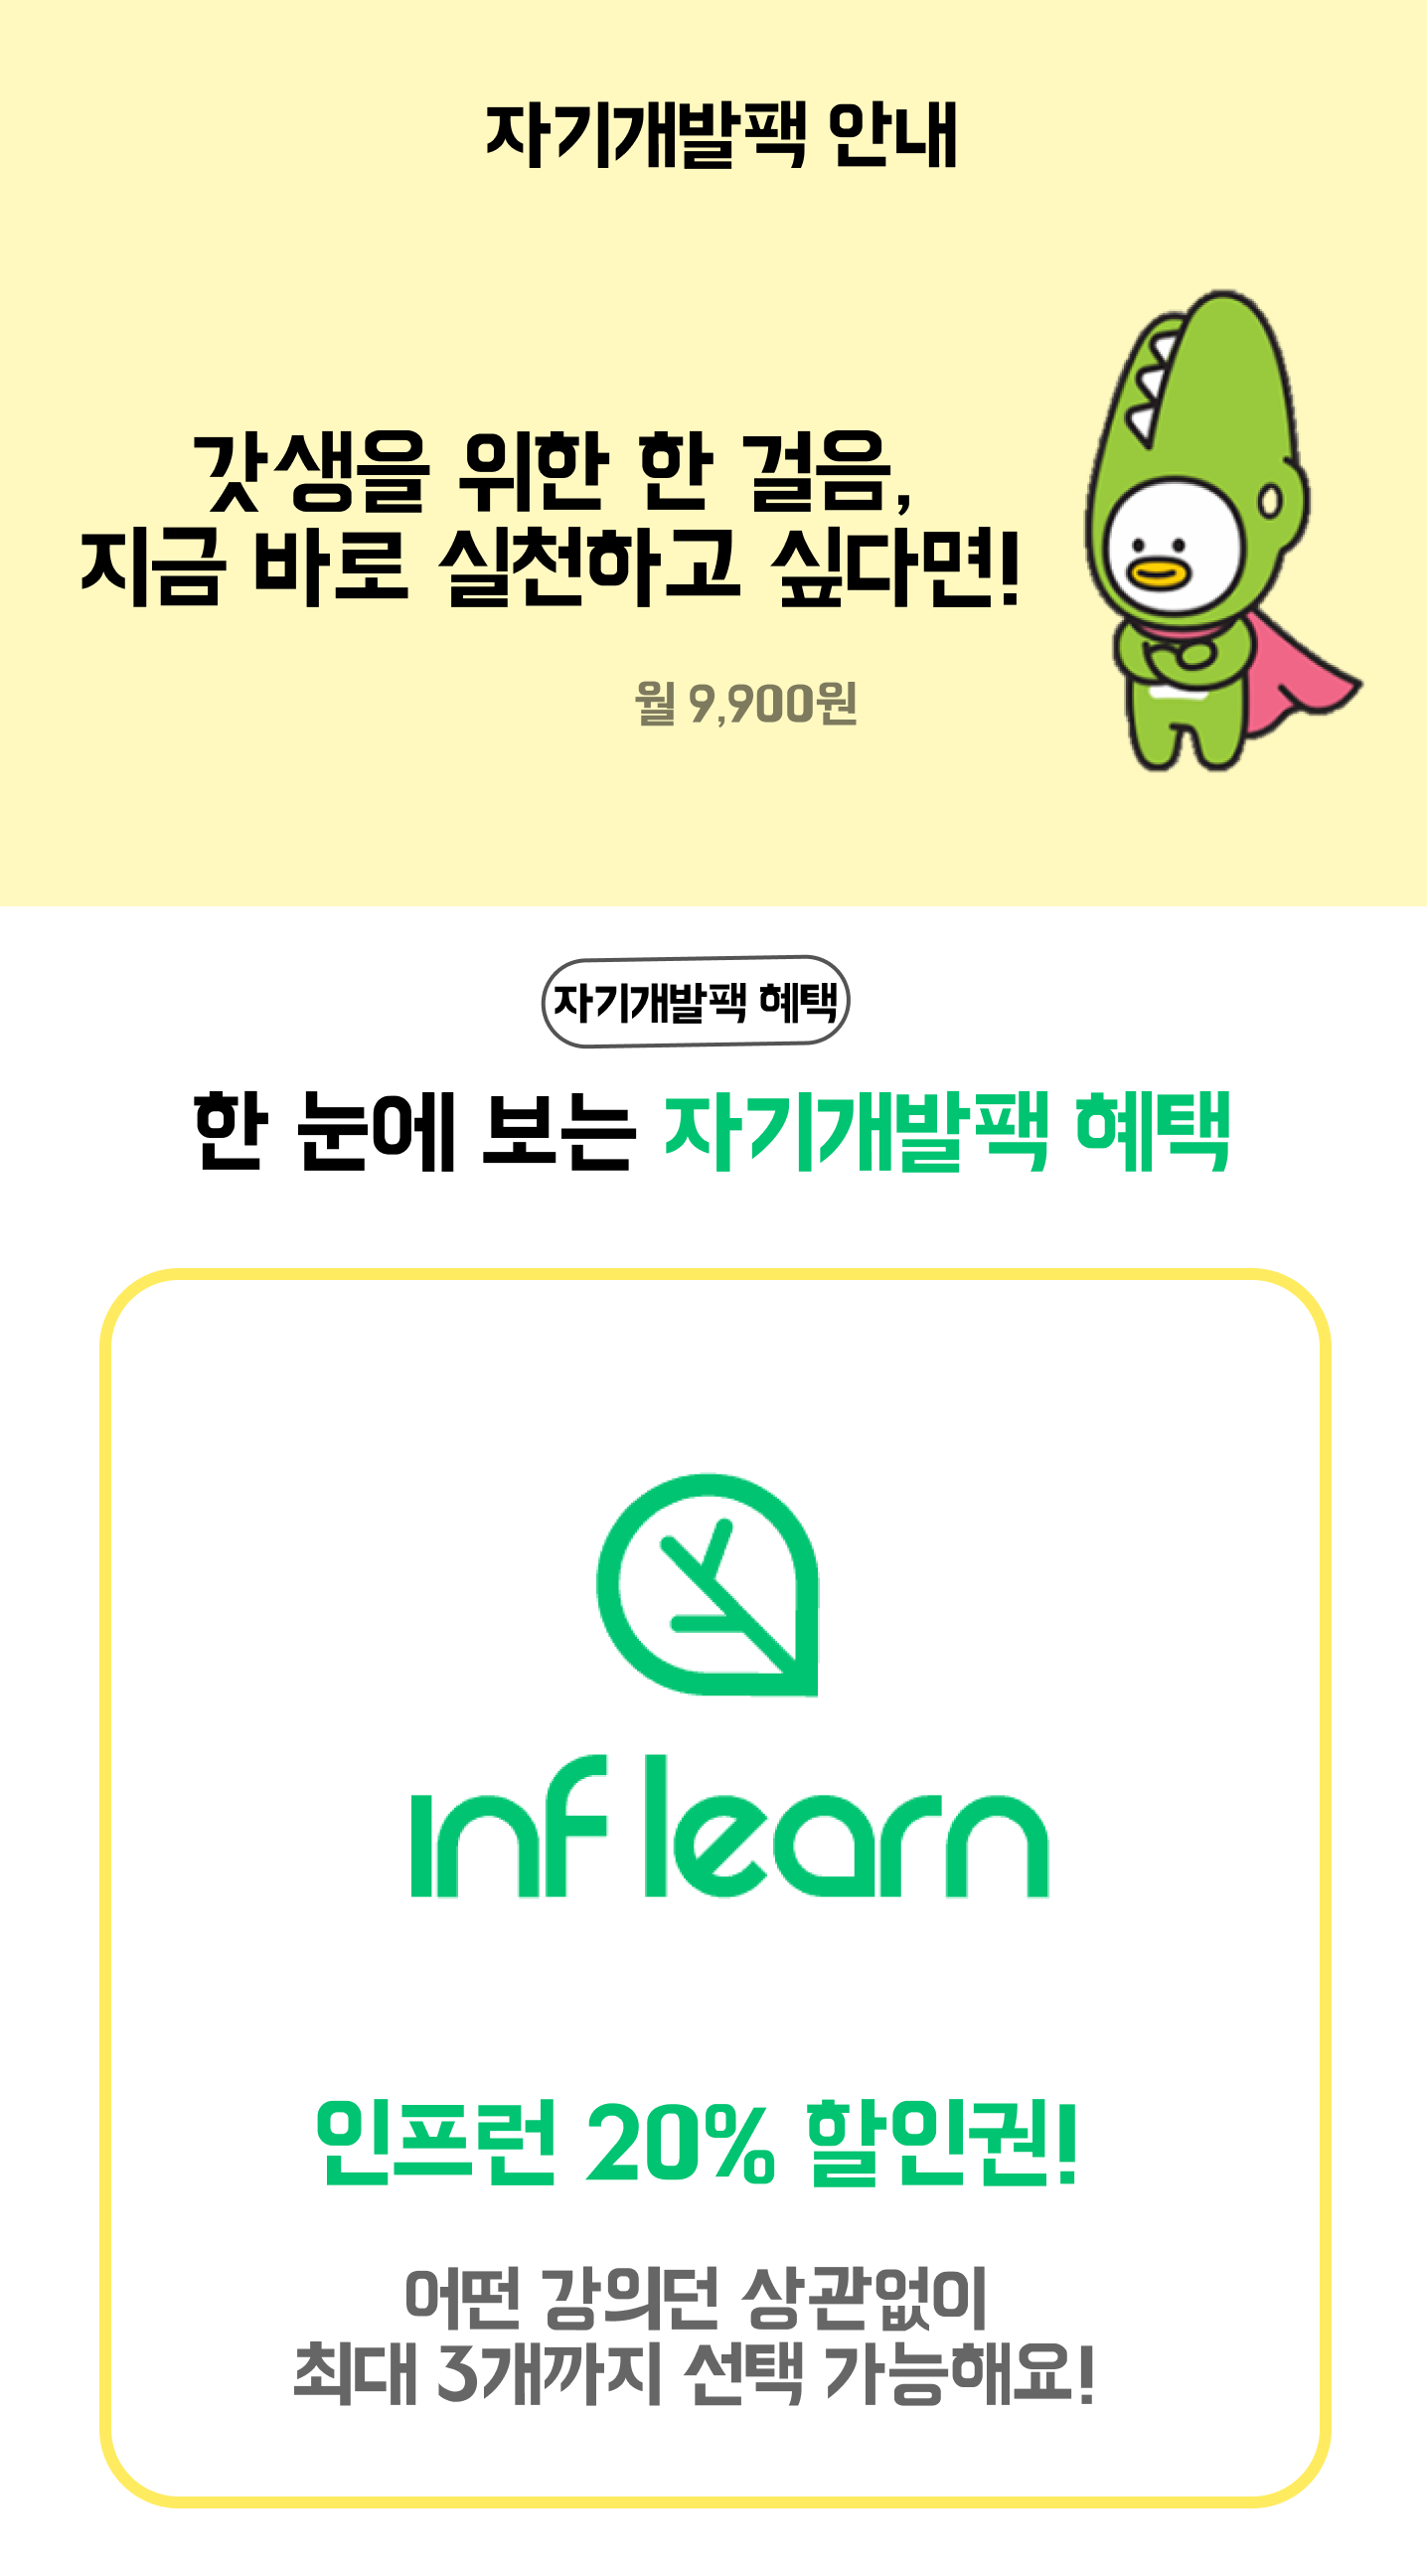 자기개발팩 안내
갓생을 위한 한 걸음,
지금 바로 실천하고 싶다면!
월 9,900원
자기개발팩 혜택
한 눈에 보는 자기개발팩 혜택
inflearn
인프런 20% 할인권!
어떤 강의던 상관없이
최대 3개까지 선택 가능해요!